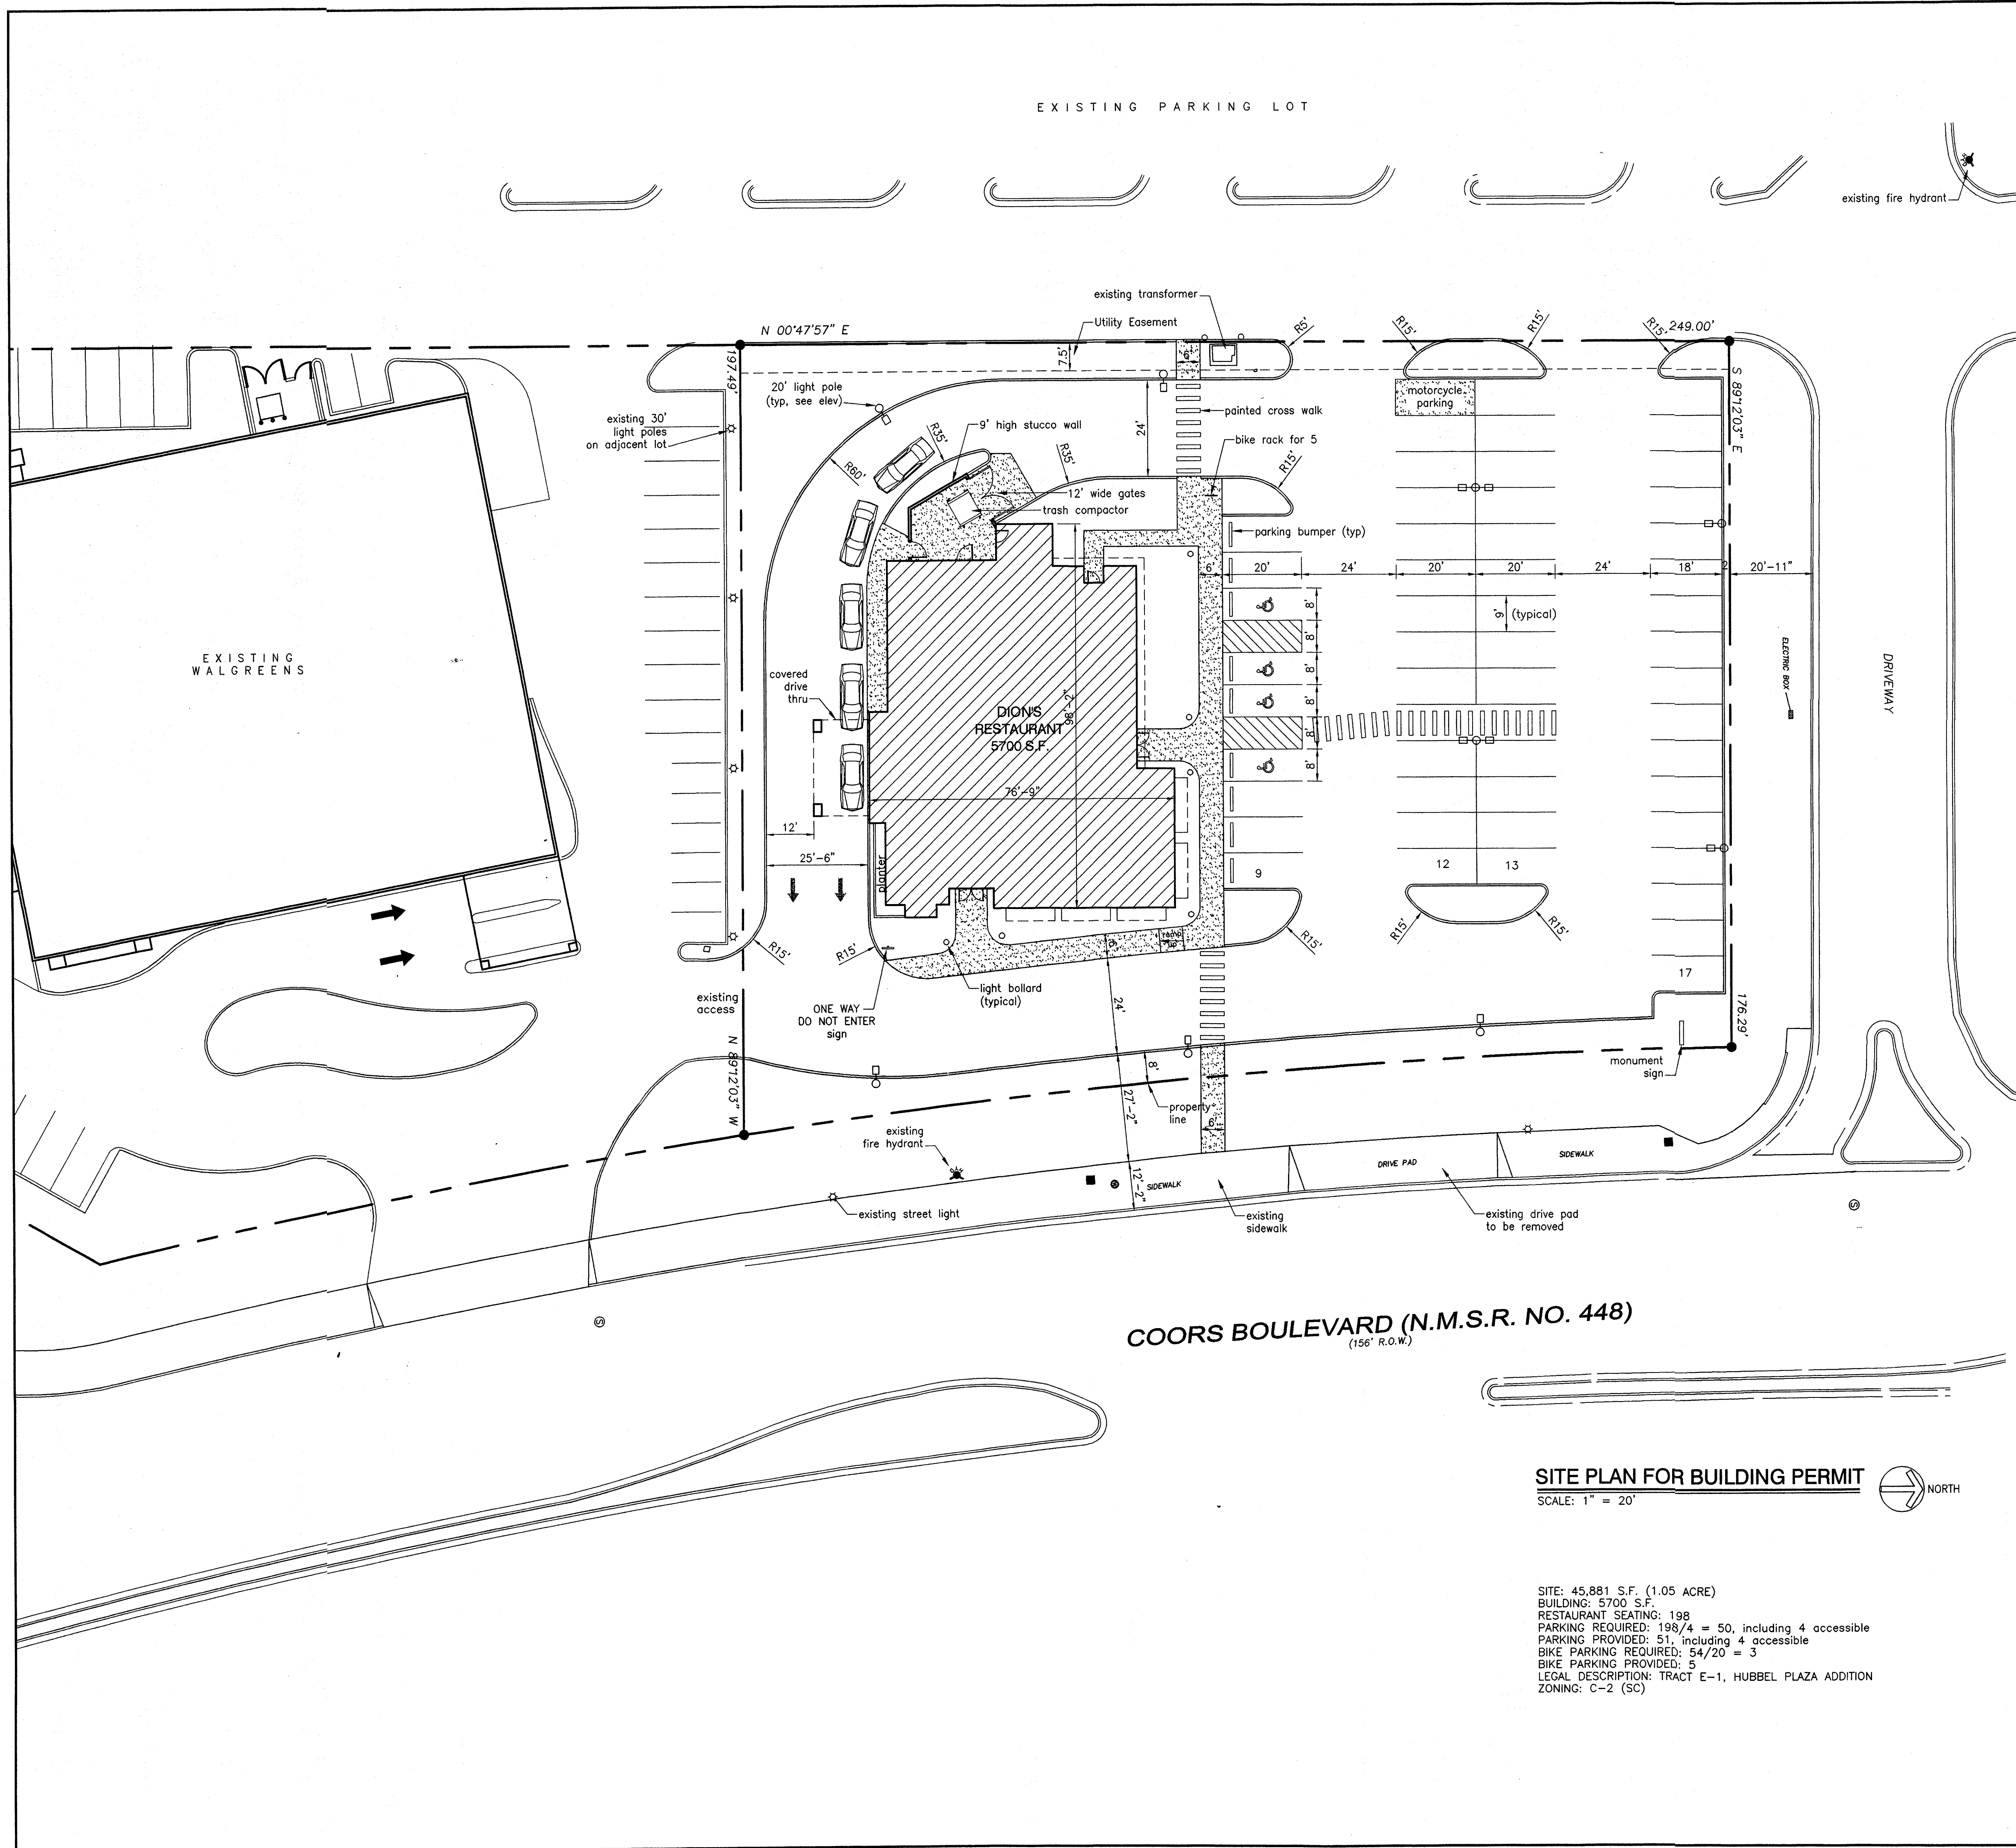 EXISTING PARKING LOT
existing fire hydrant
existing transformer
N 00°47'57" E
Utility Easement
R5'
R15'
R15'
R15'
249.00'
197.49'
7.5'
6'
20' light pole
(typ, see elev)
motorcycle
parking
S 89°12'03" E
existing 30'
light poles
on adjacent lot
painted cross walk
9' high stucco wall
24'
bike rack for 5
R35'
R35'
R15'
R60'
12' wide gates
trash compactor
parking bumper (typ)
6'
20'
24'
20'
20'
24'
18'
2'
20'-11"
8'
9' (typical)
8'
8'
8'
8'
8'
ELECTRIC BOX
DRIVEWAY
EXISTING
WALGREENS
covered
drive
thru
98'-2"
DION'S
RESTAURANT
5700 S.F.
76'-9"
12'
25'-6"
planter
9
12
13
R15'
R15'
R15'
R15'
R15'
ramp
up
6'
17
light bollard
(typical)
existing
access
ONE WAY
DO NOT ENTER
sign
24'
176.29'
N 89°12'03" W
8'
monument
sign
27'-2"
property
line
6'
existing
fire hydrant
DRIVE PAD
SIDEWALK
12'-2"
SIDEWALK
existing street light
existing
sidewalk
existing drive pad
to be removed
S
S
COORS BOULEVARD (N.M.S.R. NO. 448)
(156' R.O.W.)
SITE PLAN FOR BUILDING PERMIT
NORTH
SCALE: 1" = 20'
SITE: 45,881 S.F. (1.05 ACRE)
BUILDING: 5700 S.F.
RESTAURANT SEATING: 198
PARKING REQUIRED: 198/4 = 50, including 4 accessible
PARKING PROVIDED: 51, including 4 accessible
BIKE PARKING REQUIRED: 54/20 = 3
BIKE PARKING PROVIDED: 5
LEGAL DESCRIPTION: TRACT E-1, HUBBEL PLAZA ADDITION
ZONING: C-2 (SC)